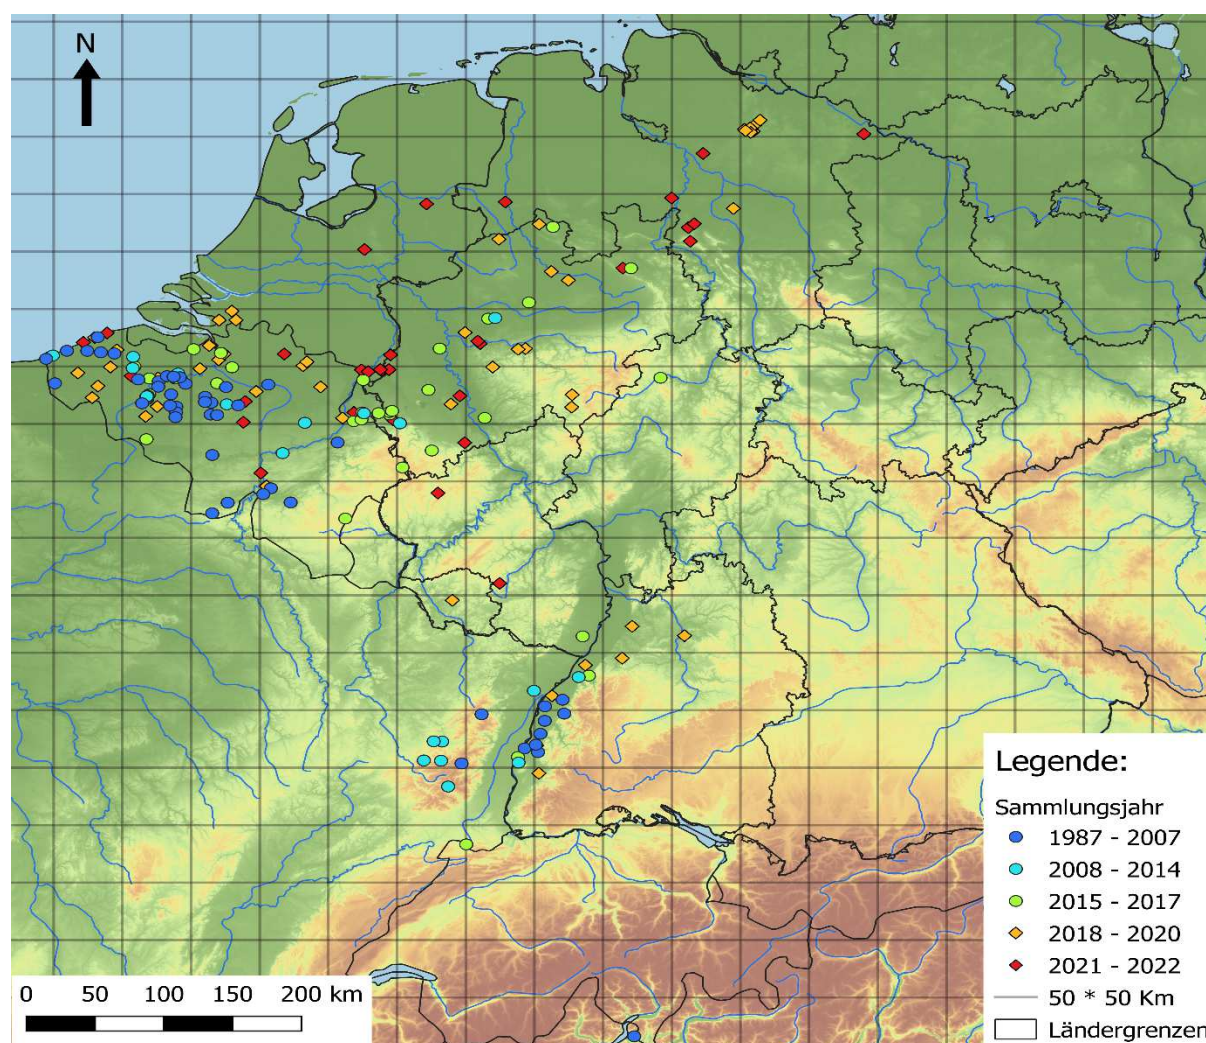 N
Legende:
Sammlungsjahr
1987 - 2007
2008 - 2014
2015 - 2017
2018 - 2020
2021 - 2022
50 * 50 Km
Ländergrenzen
0 50 100 150 200 km